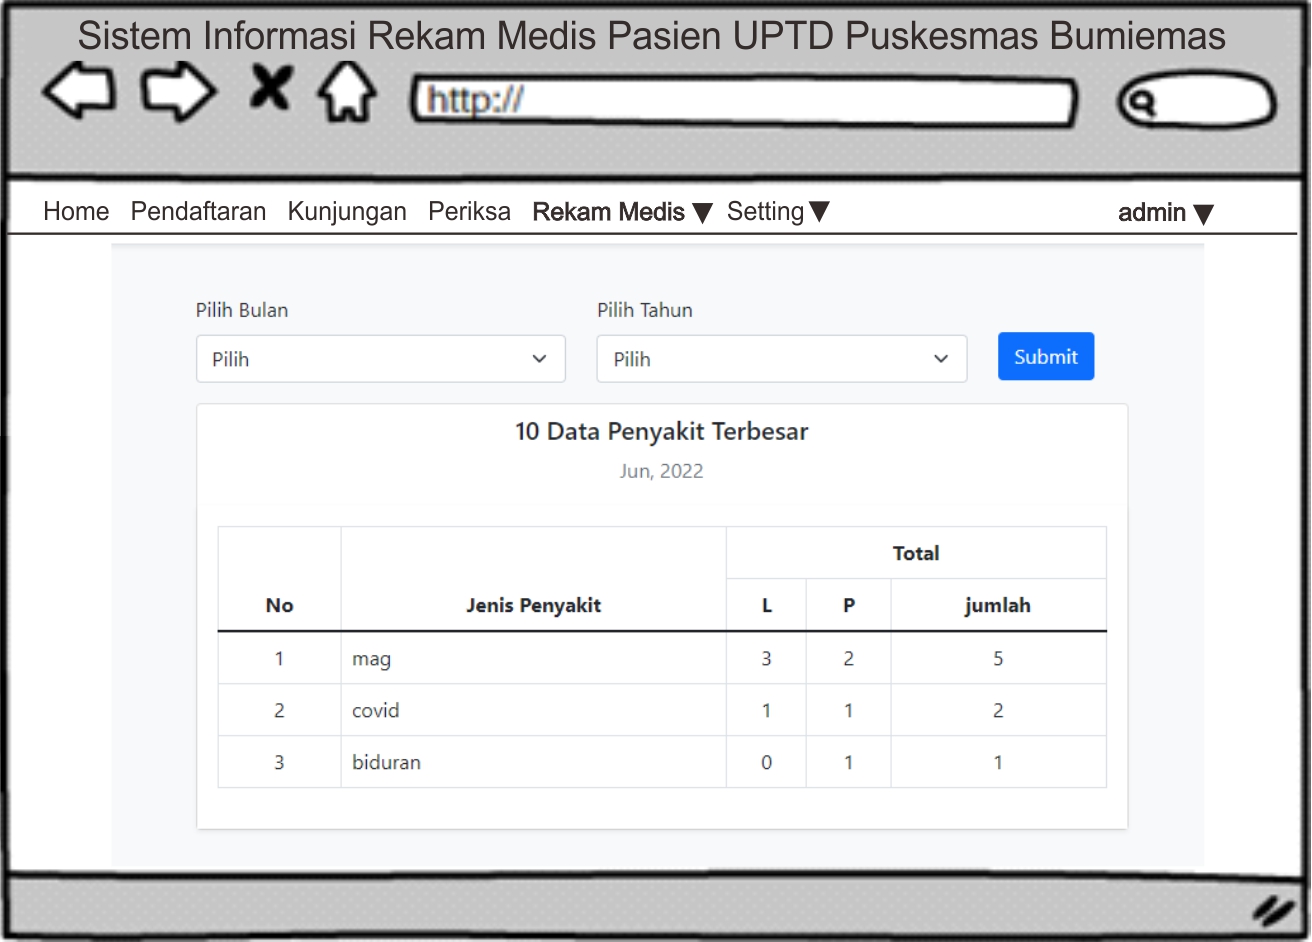 Sistem Informasi Rekam Medis Pasien UPTD Puskesmas Bumiemas
http://
Home Pendaftaran Kunjungan Periksa Rekam Medis ▼ Setting ▼ admin ▼
Pilih Bulan Pilih Tahun
Pilih Pilih Submit
10 Data Penyakit Terbesar
Jun, 2022
Total
No Jenis Penyakit L P jumlah
1 mag 3 2 5
2 covid 1 1 2
3 biduran 0 1 1